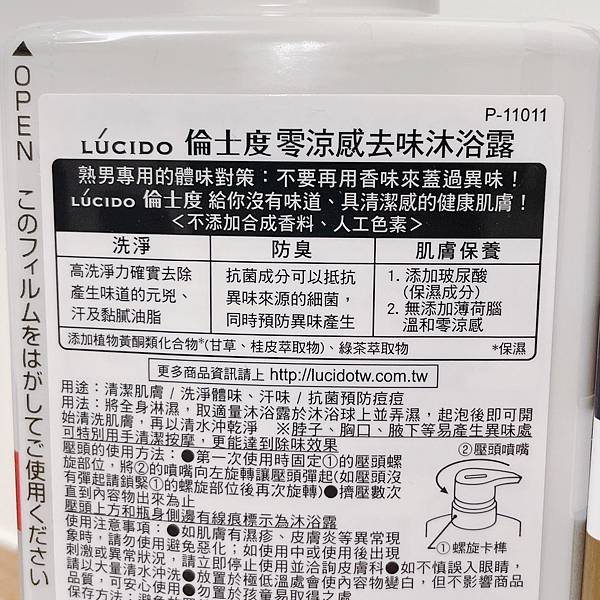 ▲OPEN このフィルムをはがしてご使用ください
P-11011
LÚCIDO 倫士度 零涼感去味沐浴露
熟男專用的體味對策：不要再用香味來蓋過異味！
LÚCIDO 倫士度 給你沒有味道、具清潔感的健康肌膚！
＜不添加合成香料、人工色素＞
洗淨
高洗淨力確實去除
產生味道的元兇、
汗及黏膩油脂
防臭
抗菌成分可以抵抗
異味來源的細菌，
同時預防異味產生
肌膚保養
1. 添加玻尿酸
(保濕成分)
2. 無添加薄荷腦
溫和零涼感
添加植物黃酮類化合物*(甘草、桂皮萃取物)、綠茶萃取物 *保濕
更多商品資訊請上 http://lucidotw.com.tw
用途：清潔肌膚/洗淨體味、汗味/抗菌預防痘痘
用法：將全身淋濕，取適量沐浴露於沐浴球上並弄濕，起泡後即可開
始清洗肌膚，再以清水沖乾淨 ※脖子、胸口、腋下等易產生異味處
可特別用手清潔按摩，更能達到除味效果
壓頭的使用方法：●第一次使用時固定①的壓頭螺
旋部位，將②的噴嘴向左旋轉讓壓頭彈起(如壓頭沒
有彈起請鎖緊①的螺旋部位後再次旋轉)●擠壓數次
直到內容物出來為止
②壓頭噴嘴
①螺旋卡榫
壓頭上方和瓶身側邊有線痕標示為沐浴露
使用注意事項：●如肌膚有濕疹、皮膚炎等異常現
象時，請勿使用避免惡化；如使用中或使用後出現
刺激或異常狀況，請立即停止使用並洽詢皮膚科●如不慎誤入眼睛，
請以大量清水沖洗●放置於極低溫處會使內容物變白，但不影響商品
品質，可安心使用●勿置於孩童易取得之處
保存方法：